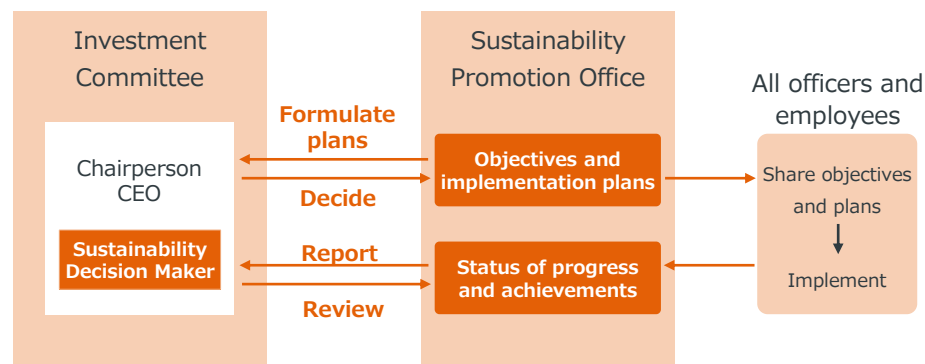 Investment
Committee
Chairperson
CEO
Sustainability
Decision Maker
Formulate
plans
Decide
Report
Review
Sustainability
Promotion Office
Objectives and
implementation plans
Status of progress
and achievements
All officers and
employees
Share objectives
and plans
Implement